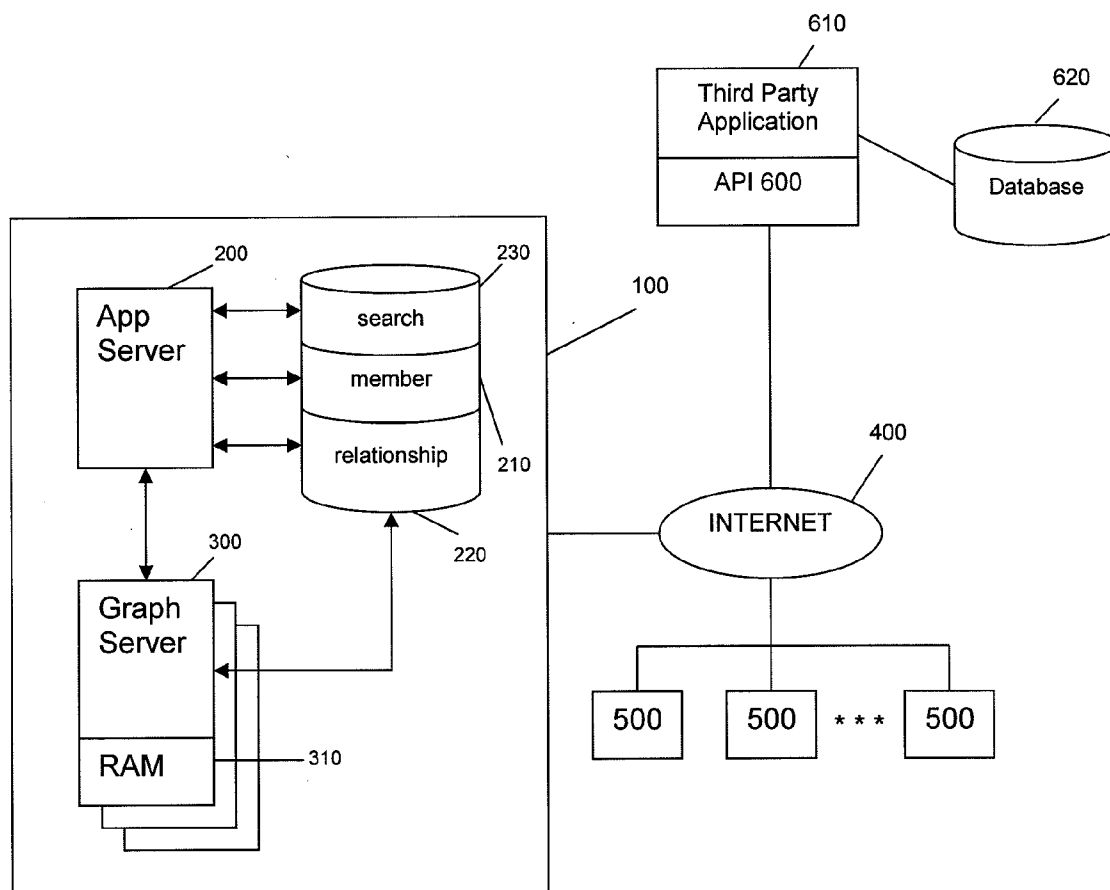 610
Third Party
Application
620
API 600
Database
200
230
100
App
Server
search
member
400
relationship
210
INTERNET
220
300
Graph
Server
500
500
* * *
500
RAM
310